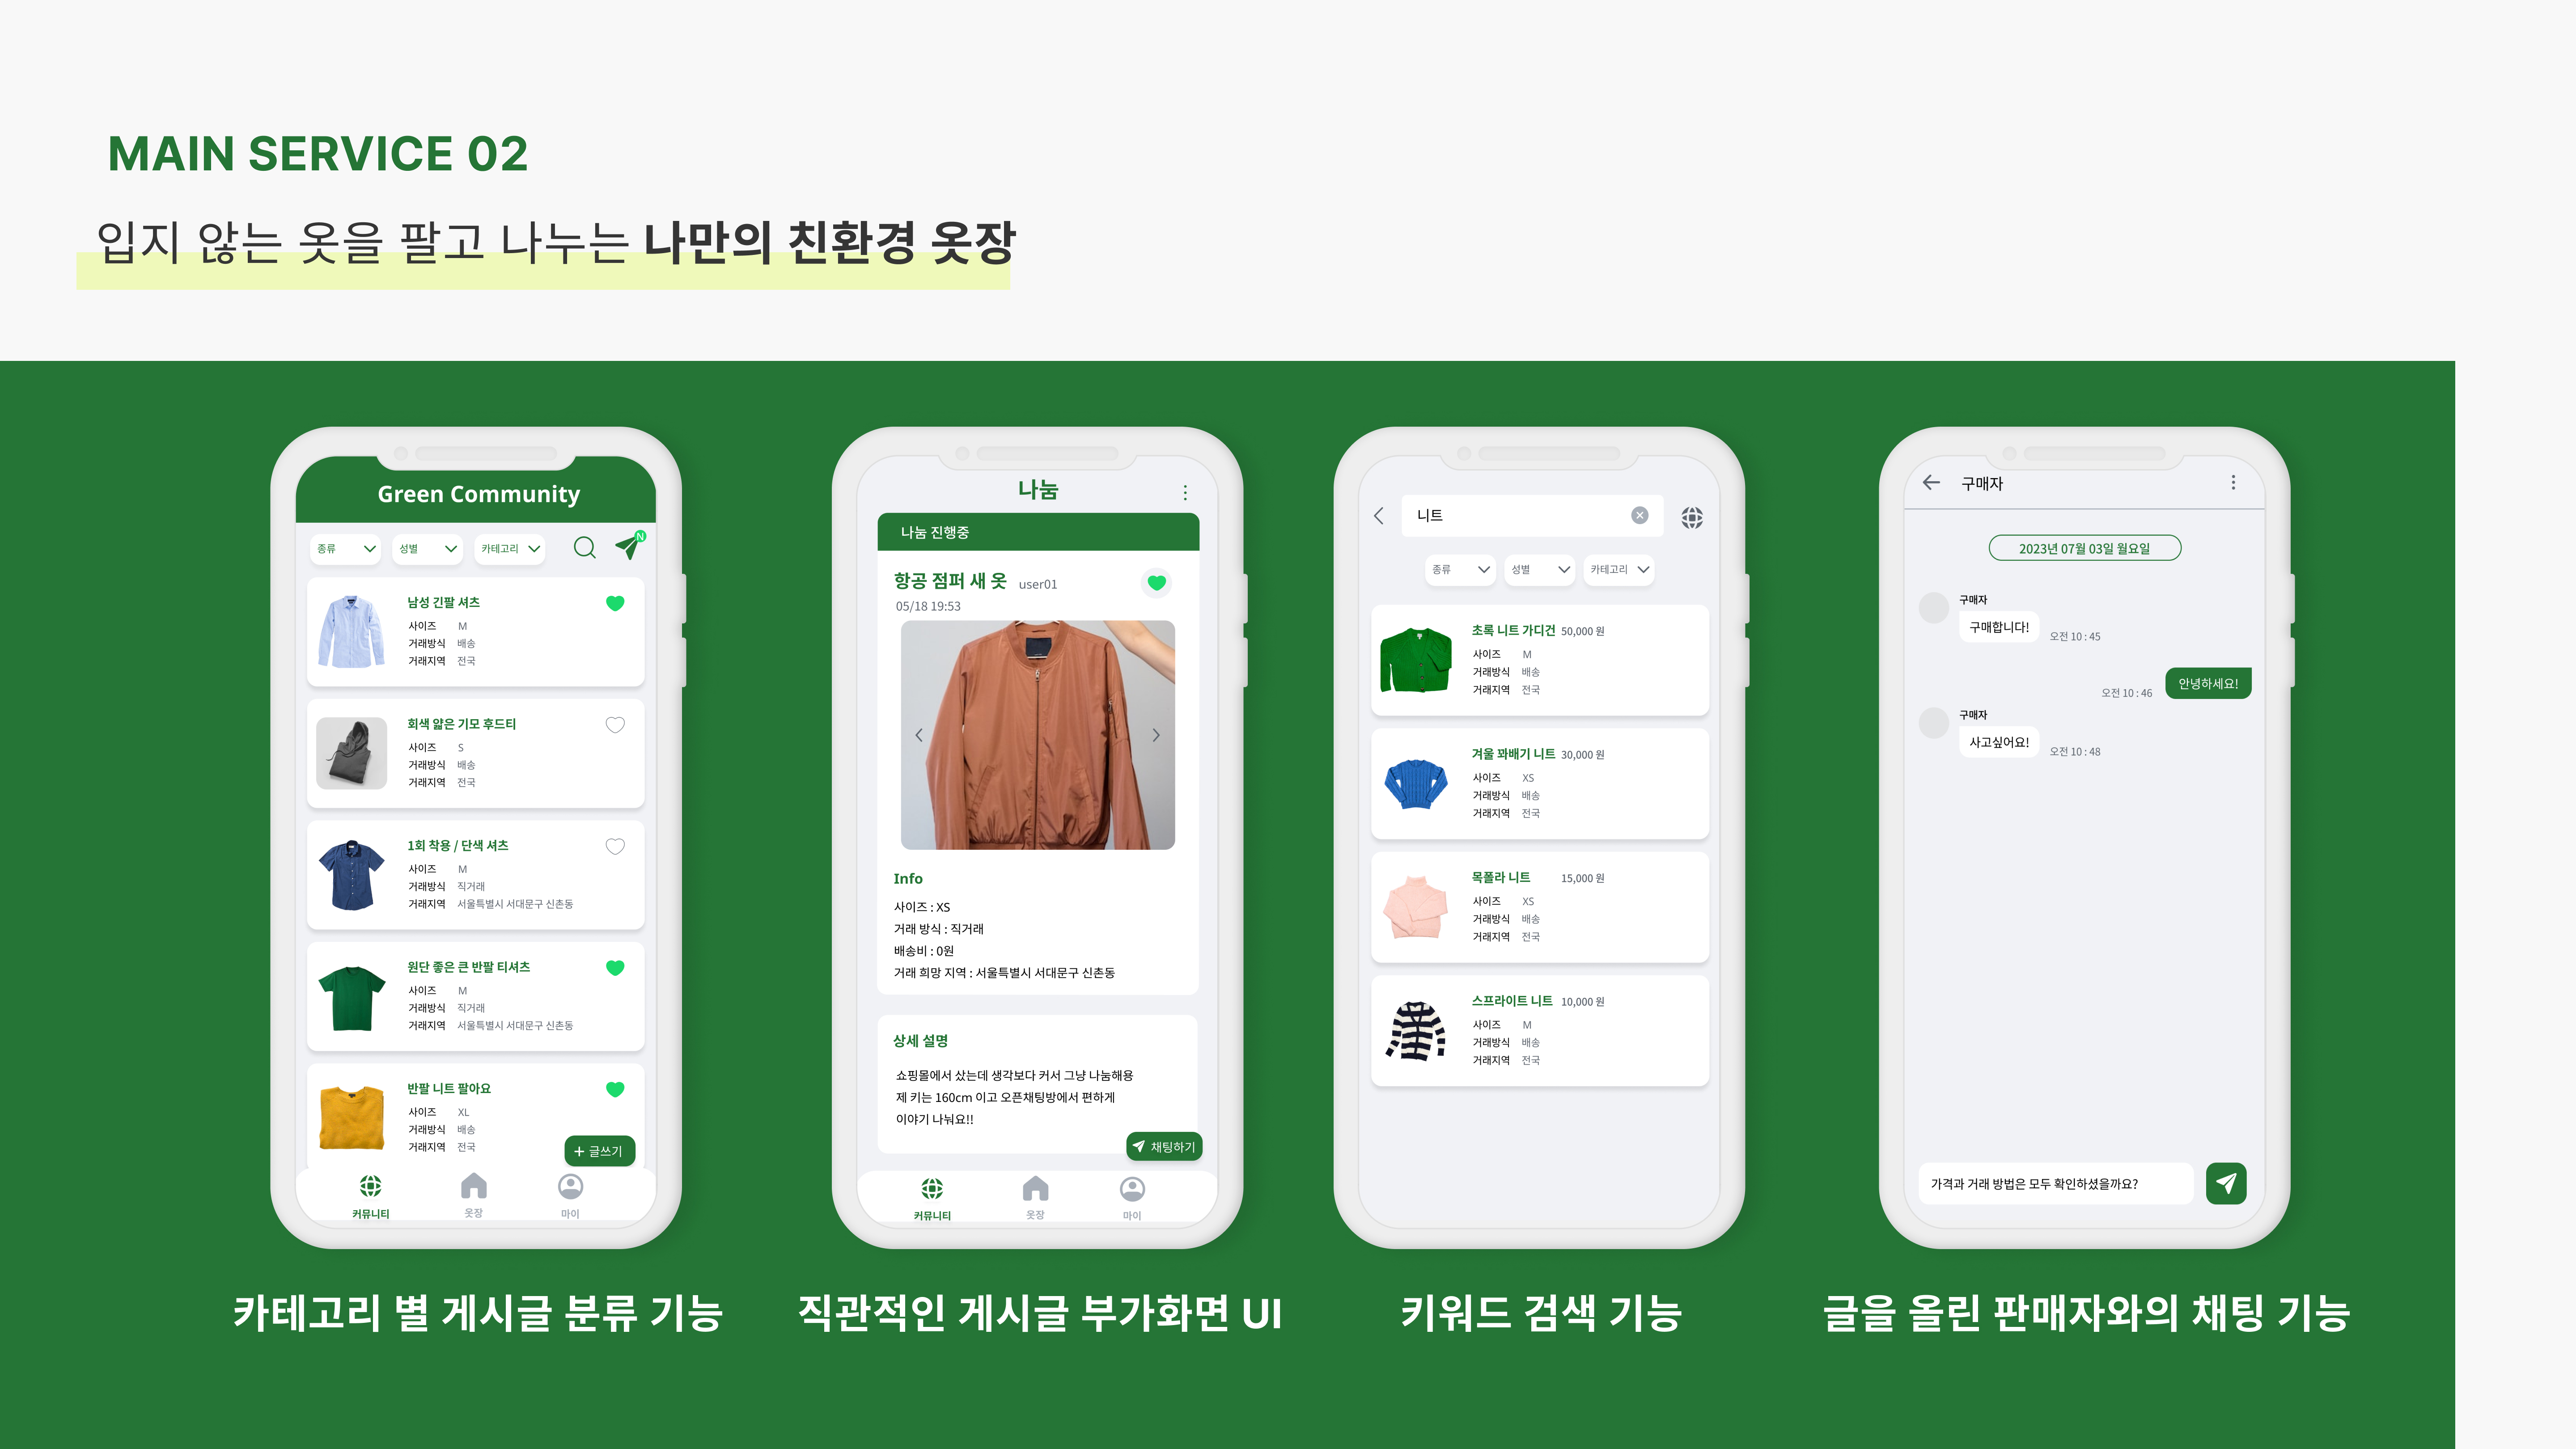 MAIN SERVICE 02
입지 않는 옷을 팔고 나누는 나만의 친환경 옷장
Green Community
종류 성별 카테고리 N
남성 긴팔 셔츠
사이즈 M
거래방식 배송
거래지역 전국
회색 얇은 기모 후드티
사이즈 S
거래방식 배송
거래지역 전국
1회 착용 / 단색 셔츠
사이즈 M
거래방식 직거래
거래지역 서울특별시 서대문구 신촌동
원단 좋은 큰 반팔 티셔츠
사이즈 M
거래방식 직거래
거래지역 서울특별시 서대문구 신촌동
반팔 니트 팔아요
사이즈 XL
거래방식 배송
거래지역 전국
+ 글쓰기
커뮤니티 옷장 마이
카테고리 별 게시글 분류 기능
나눔
나눔 진행중
항공 점퍼 새 옷 user01
05/18 19:53
Info
사이즈 : XS
거래 방식 : 직거래
배송비 : 0원
거래 희망 지역 : 서울특별시 서대문구 신촌동
상세 설명
쇼핑몰에서 샀는데 생각보다 커서 그냥 나눔해용
제 키는 160cm 이고 오픈채팅방에서 편하게
이야기 나눠요!!
채팅하기
커뮤니티 옷장 마이
직관적인 게시글 부가화면 UI
니트
종류 성별 카테고리
초록 니트 가디건 50,000 원
사이즈 M
거래방식 배송
거래지역 전국
겨울 꽈배기 니트 30,000 원
사이즈 XS
거래방식 배송
거래지역 전국
목폴라 니트 15,000 원
사이즈 XS
거래방식 배송
거래지역 전국
스프라이트 니트 10,000 원
사이즈 M
거래방식 배송
거래지역 전국
키워드 검색 기능
구매자
2023년 07월 03일 월요일
구매자
구매합니다! 오전 10 : 45
오전 10 : 46 안녕하세요!
구매자
사고싶어요! 오전 10 : 48
가격과 거래 방법은 모두 확인하셨을까요?
글을 올린 판매자와의 채팅 기능